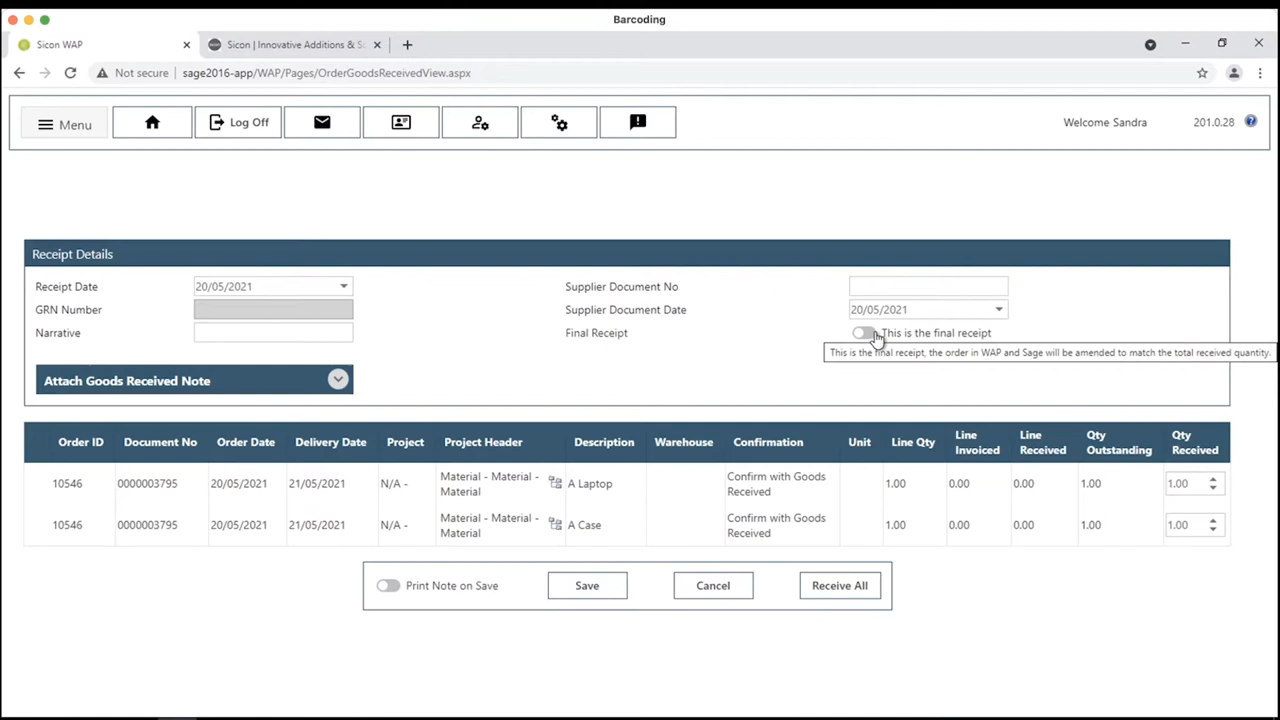 Barcoding
Sicon WAP
Sicon | Innovative Additions & S
Not secure | sage2016-app/WAP/Pages/OrderGoodsReceivedView.aspx
Menu
Log Off
Welcome Sandra
201.0.28
Receipt Details
Receipt Date 20/05/2021 Supplier Document No
GRN Number Supplier Document Date 20/05/2021
Narrative Final Receipt This is the final receipt
This is the final receipt, the order in WAP and Sage will be amended to match the total received quantity.
Attach Goods Received Note
Order ID Document No Order Date Delivery Date Project Project Header Description Warehouse Confirmation Unit Line Qty Line Invoiced Line Received Qty Outstanding Qty Received
10546 0000003795 20/05/2021 21/05/2021 N/A - Material - Material - Material A Laptop Confirm with Goods Received 1.00 0.00 0.00 1.00 1.00
10546 0000003795 20/05/2021 21/05/2021 N/A - Material - Material - Material A Case Confirm with Goods Received 1.00 0.00 0.00 1.00 1.00
Print Note on Save Save Cancel Receive All